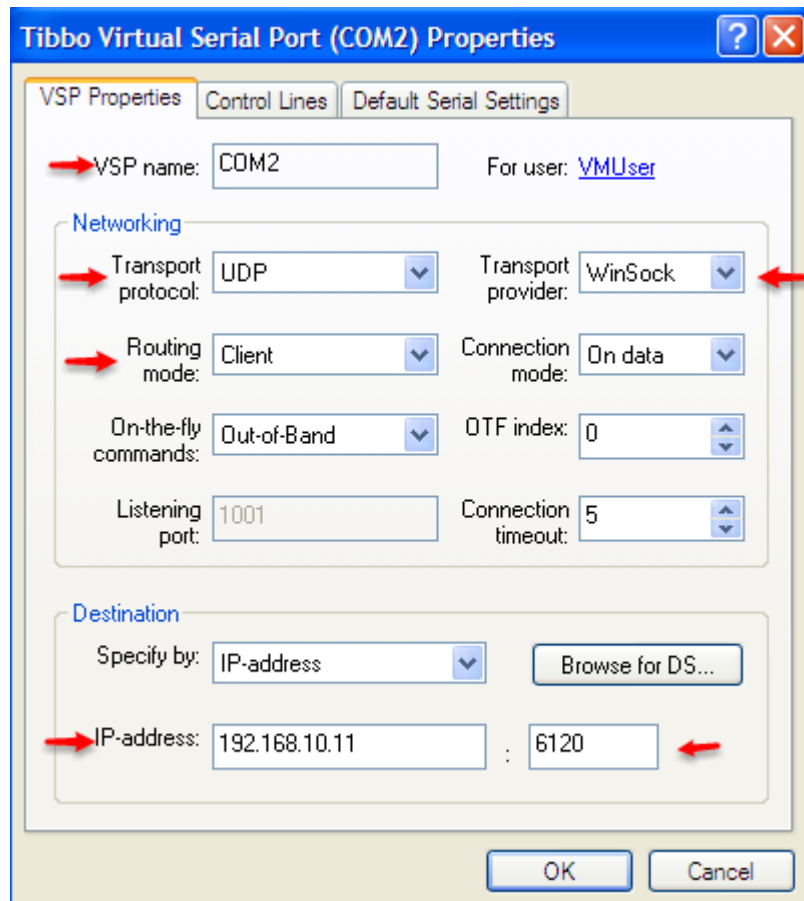 Tibbo Virtual Serial Port (COM2) Properties
VSP Properties
Control Lines
Default Serial Settings
VSP name: COM2
For user: VMUser
Networking
Transport protocol: UDP
Transport provider: WinSock
Routing mode: Client
Connection mode: On data
On-the-fly commands: Out-of-Band
OTF index: 0
Listening port: 1001
Connection timeout: 5
Destination
Specify by: IP-address
Browse for DS...
IP-address: 192.168.10.11 : 6120
OK
Cancel